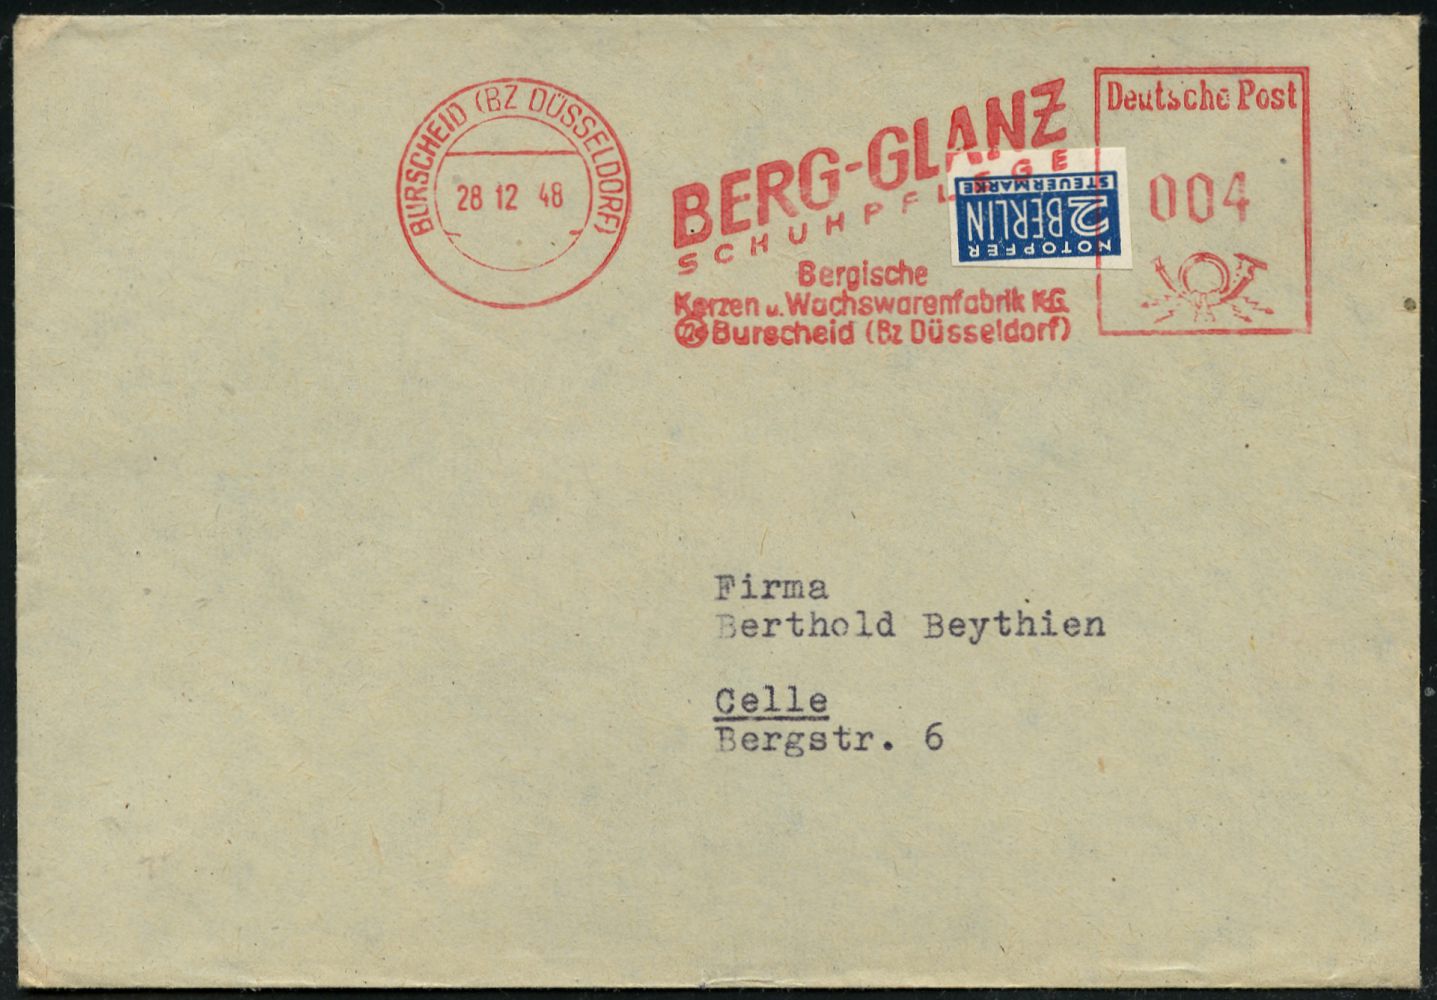 BURSCHEID (BZ DÜSSELDORF)
28 12 48
BERG-GLANZ
SCHUHPFLEGE
Bergische
Kerzen u. Wachswarenfabrik K.G.
Burscheid (Bz Düsseldorf)
NOTOPFER
2 BERLIN
STEUERMARKE
Deutsche Post
004
Firma
Berthold Beythien
Celle
Bergstr. 6